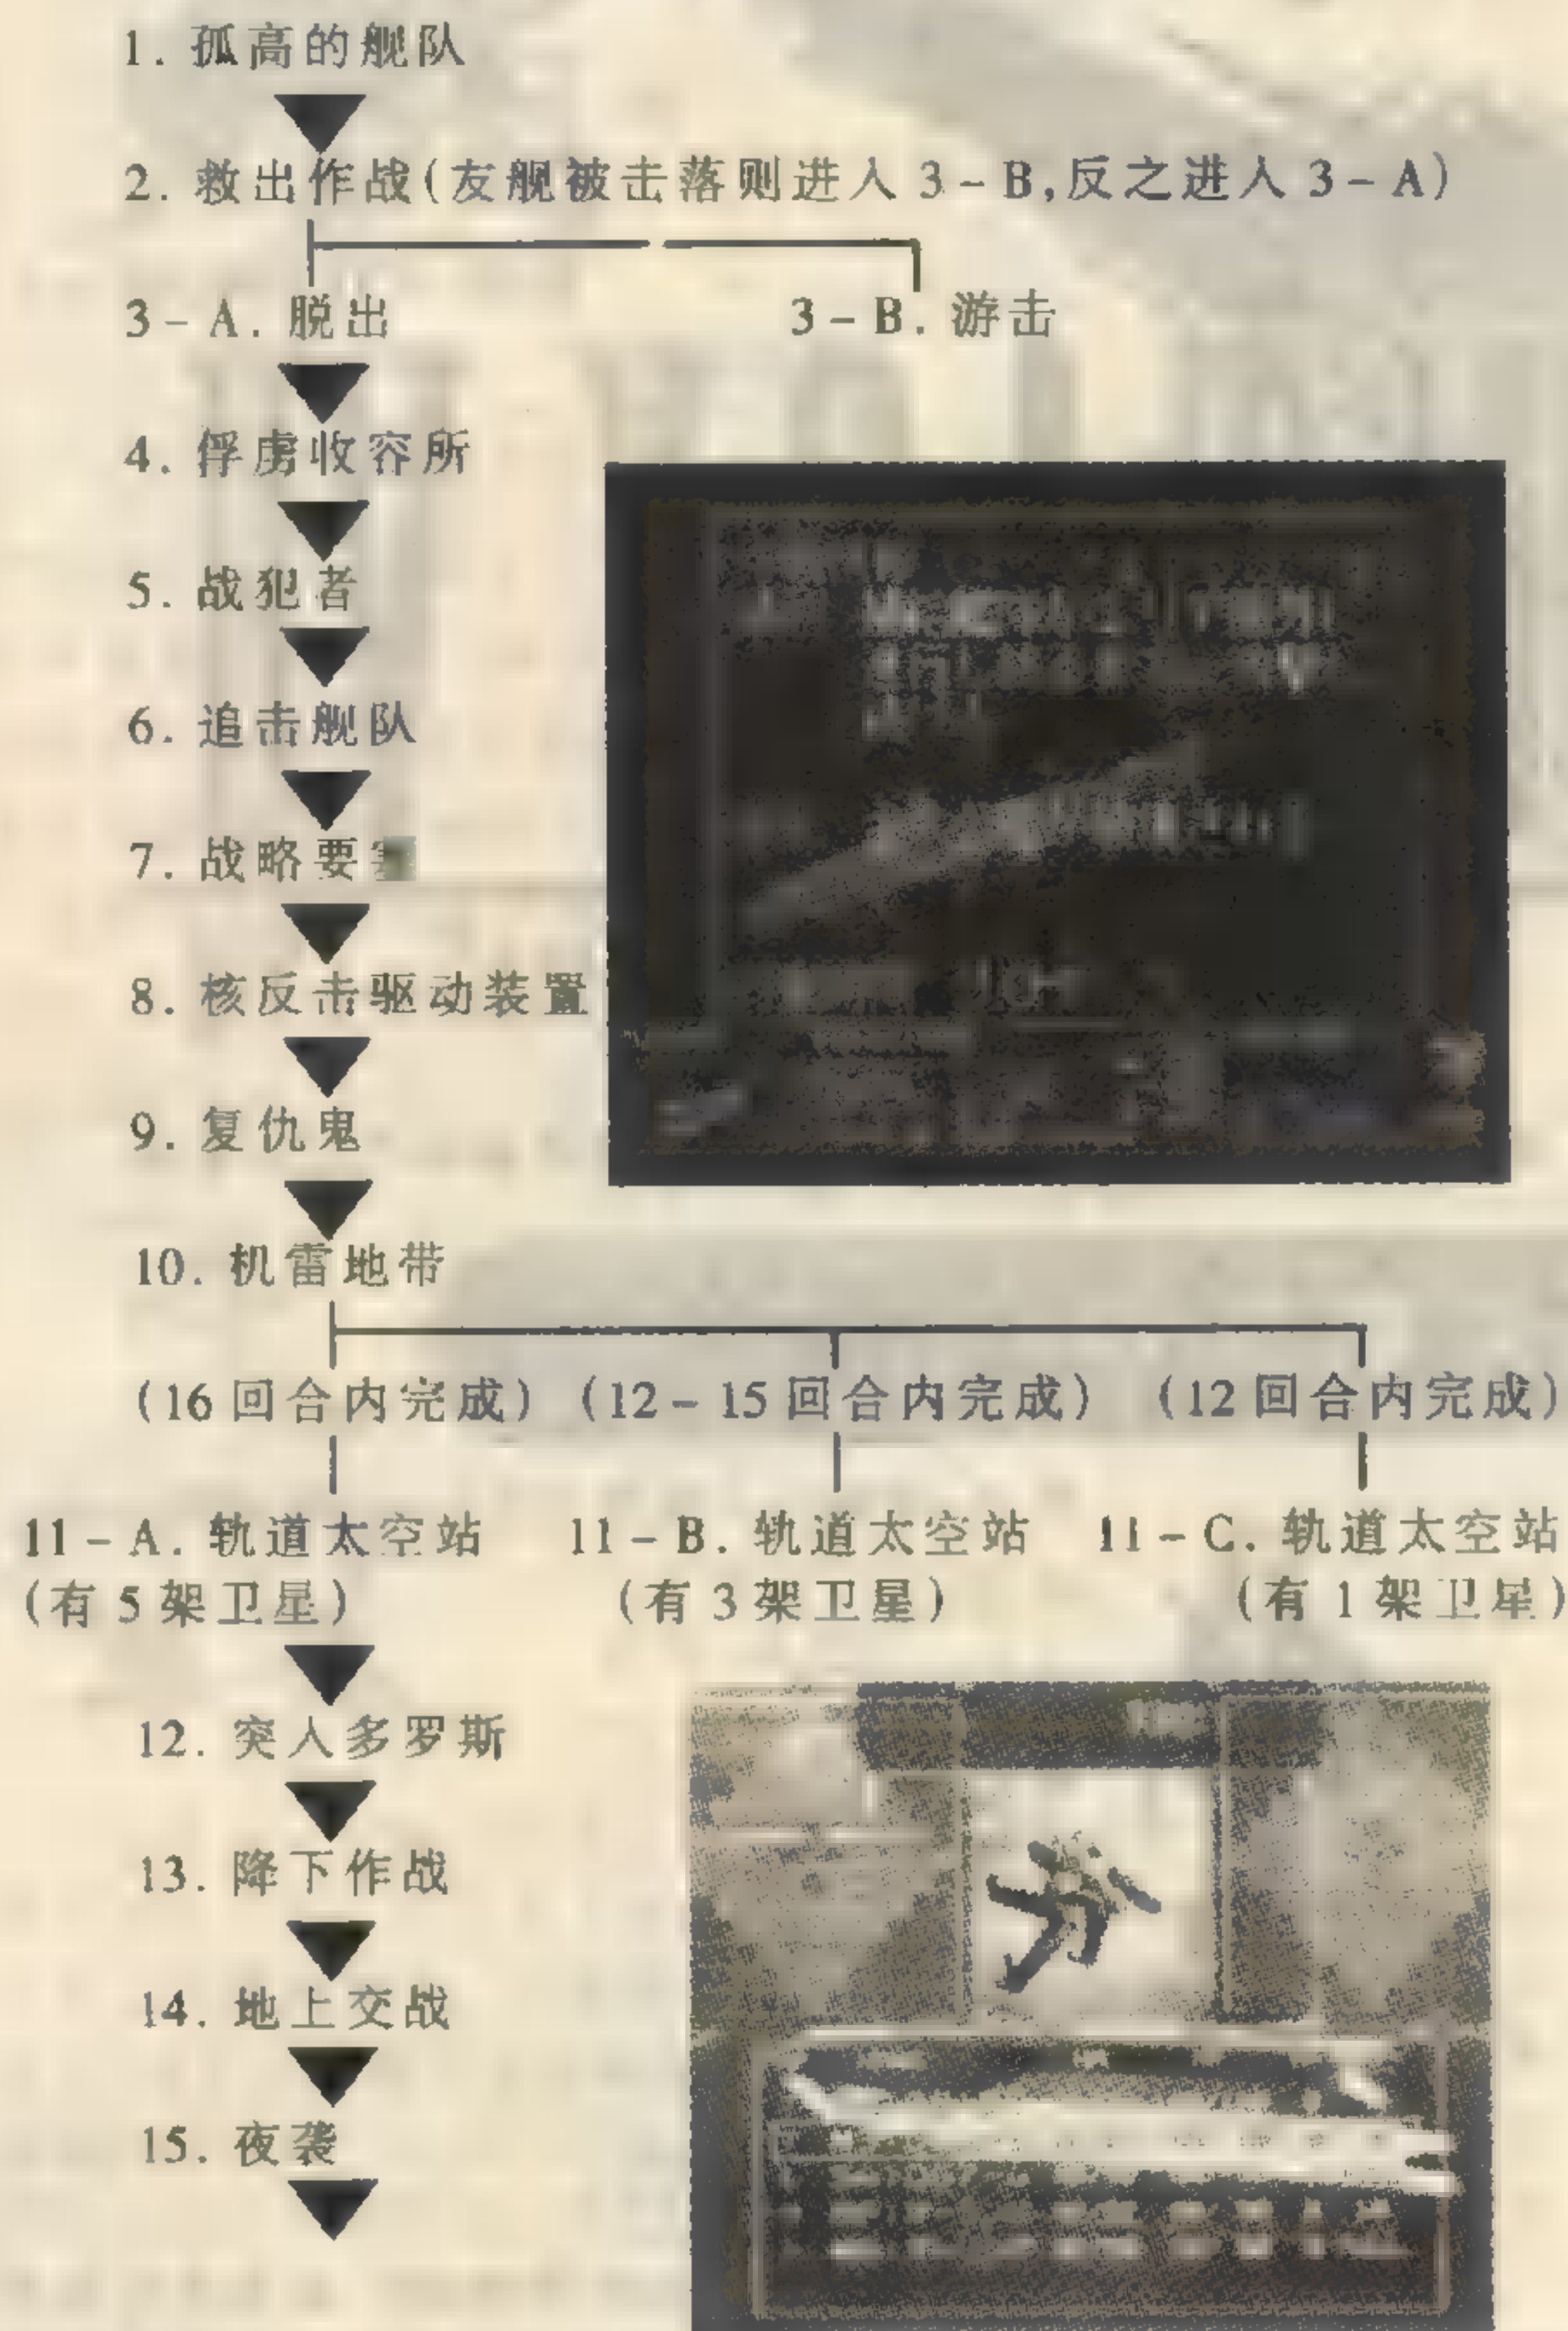 1. 孤高的舰队
2. 救出作战(友舰被击落则进入 3-B,反之进入 3-A)
3-A. 脱出
3-B. 游击
4. 俘虏收容所
5. 战犯者
6. 追击舰队
7. 战略要塞
8. 核反击驱动装置
9. 复仇鬼
10. 机雷地带
(16 回合内完成) (12-15 回合内完成) (12 回合内完成)
11-A. 轨道太空站 11-B. 轨道太空站 11-C. 轨道太空站
(有 5 架卫星) (有 3 架卫星) (有 1 架卫星)
12. 突入多罗斯
13. 降下作战
14. 地上交战
15. 夜袭